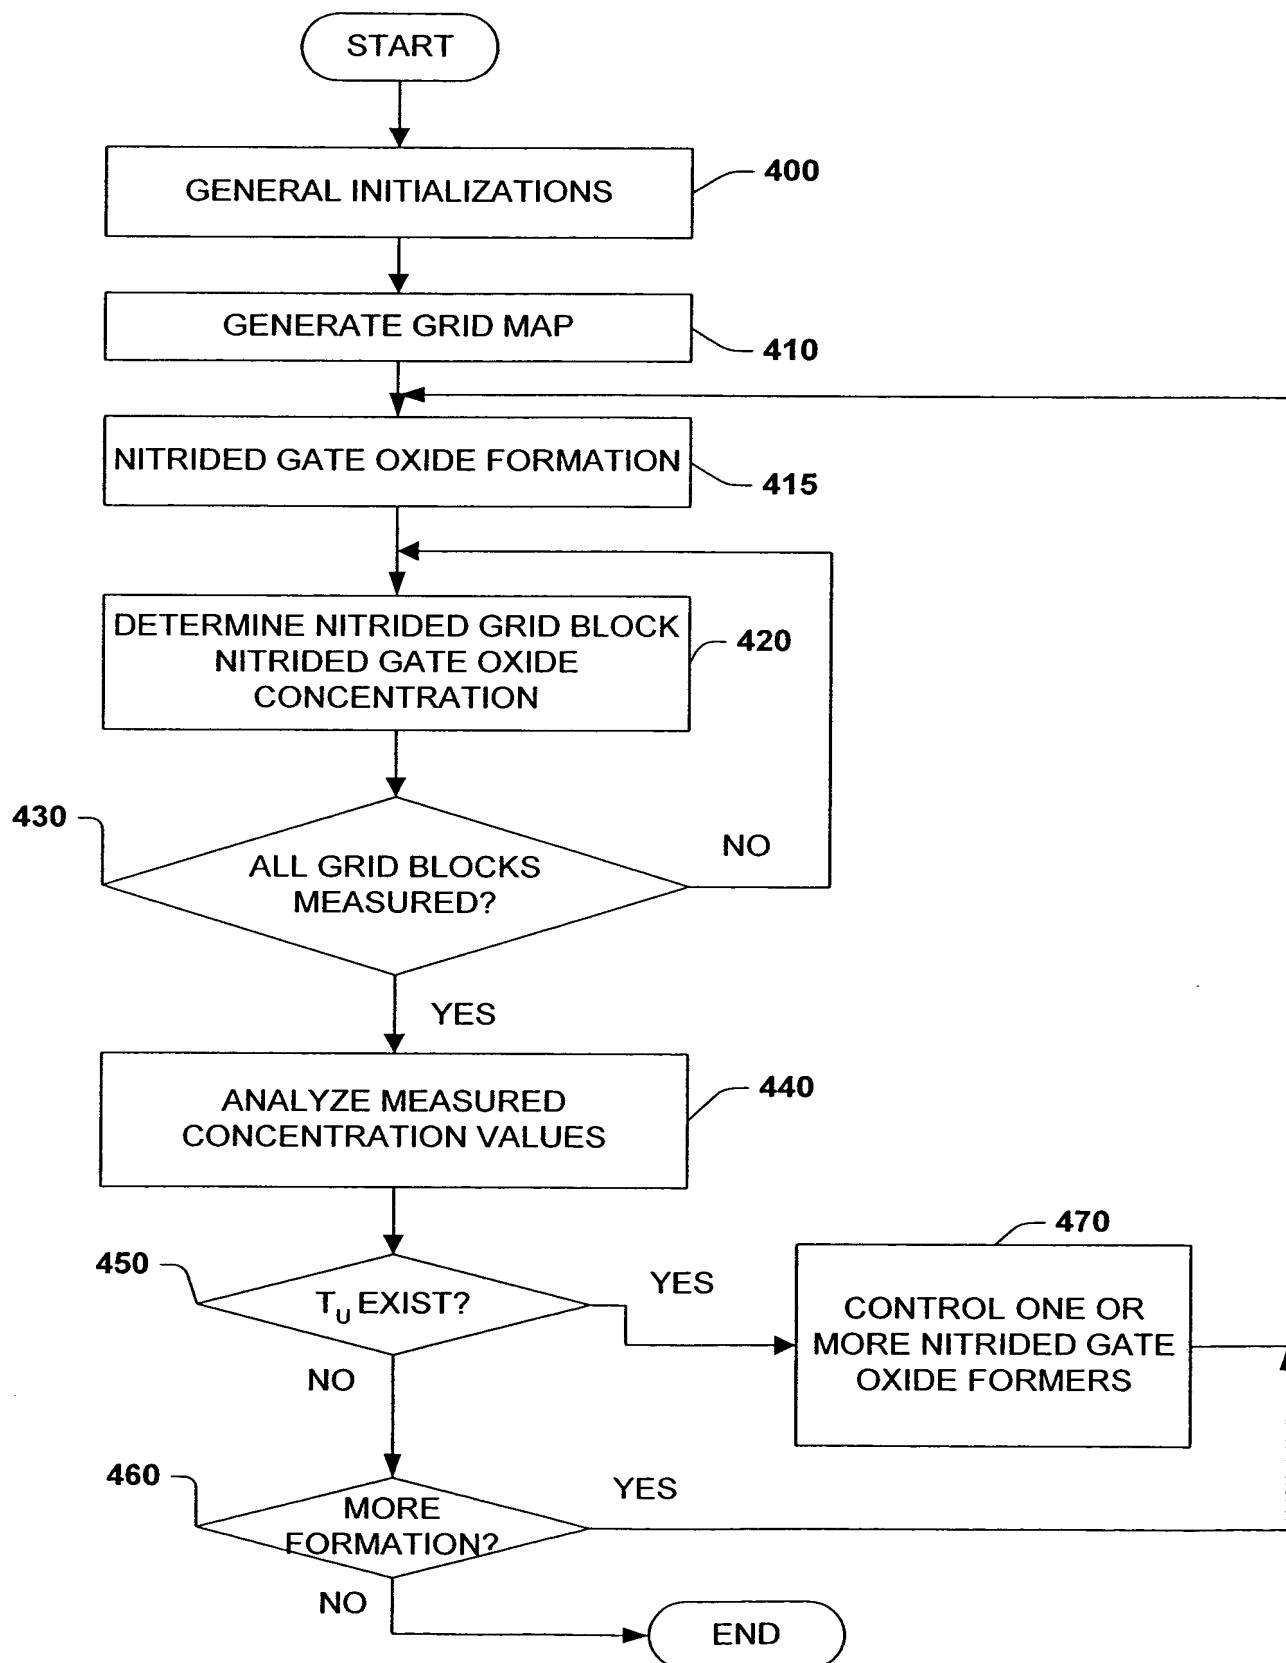 START
GENERAL INITIALIZATIONS
400
GENERATE GRID MAP
410
NITRIDED GATE OXIDE FORMATION
415
DETERMINE NITRIDED GRID BLOCK
NITRIDED GATE OXIDE
CONCENTRATION
420
430
ALL GRID BLOCKS
MEASURED?
NO
YES
ANALYZE MEASURED
CONCENTRATION VALUES
440
450
TU EXIST?
YES
NO
470
CONTROL ONE OR
MORE NITRIDED GATE
OXIDE FORMERS
460
MORE
FORMATION?
YES
NO
END